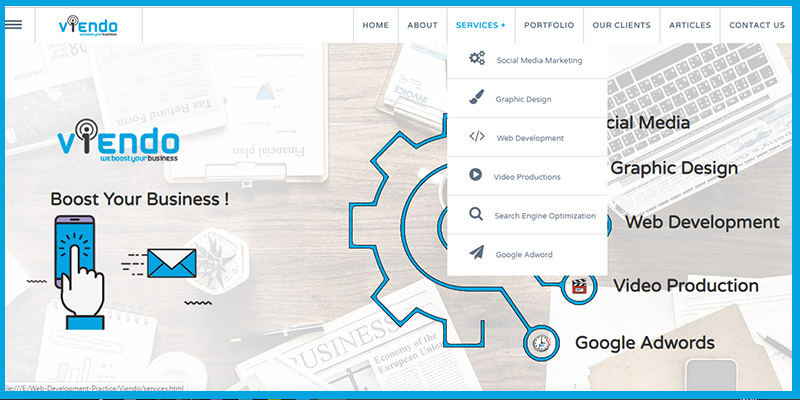 viendo
we boost your business
HOME
ABOUT
SERVICES +
PORTFOLIO
OUR CLIENTS
ARTICLES
CONTACT US
Social Media Marketing
Graphic Design
Web Development
Video Productions
Search Engine Optimization
Google Adword
viendo
we boost your business
Boost Your Business !
cial Media
Graphic Design
Web Development
Video Production
Google Adwords
Tax Refund Form
Financial plan
INVOICE
BUSINESS
Economy of the
European Union
le:///E:/Web-Development-Practice/Viendo/services.html